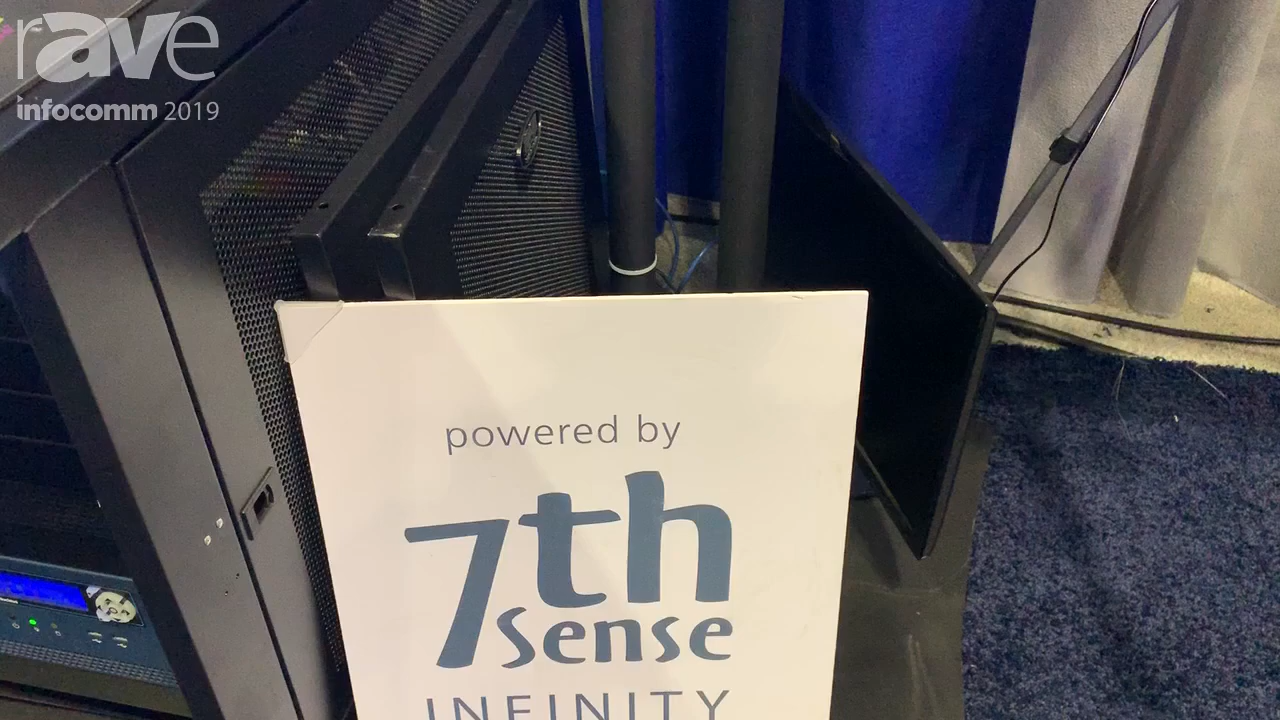 rAVe
infocomm 2019
powered by
7th
Sense
INFINITY